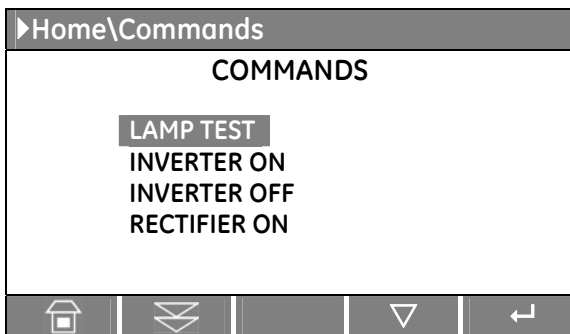 Home\Commands
COMMANDS
LAMP TEST
INVERTER ON
INVERTER OFF
RECTIFIER ON